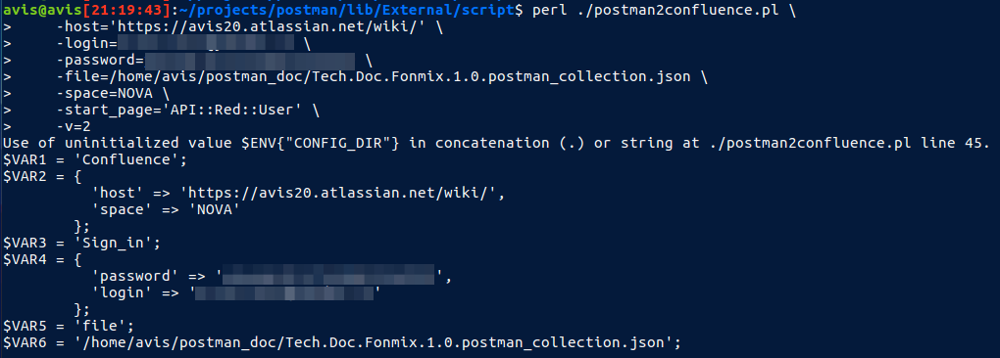 avis@avis[21:19:43]:~/projects/postman/lib/External/script$ perl ./postman2confluence.pl \
>     -host='https://avis20.atlassian.net/wiki/' \
>     -login= \
>     -password= \
>     -file=/home/avis/postman_doc/Tech.Doc.Fonmix.1.0.postman_collection.json \
>     -space=NOVA \
>     -start_page='API::Red::User' \
>     -v=2
Use of uninitialized value $ENV{"CONFIG_DIR"} in concatenation (.) or string at ./postman2confluence.pl line 45.
$VAR1 = 'Confluence';
$VAR2 = {
          'host' => 'https://avis20.atlassian.net/wiki/',
          'space' => 'NOVA'
        };
$VAR3 = 'Sign_in';
$VAR4 = {
          'password' => '',
          'login' => ''
        };
$VAR5 = 'file';
$VAR6 = '/home/avis/postman_doc/Tech.Doc.Fonmix.1.0.postman_collection.json';